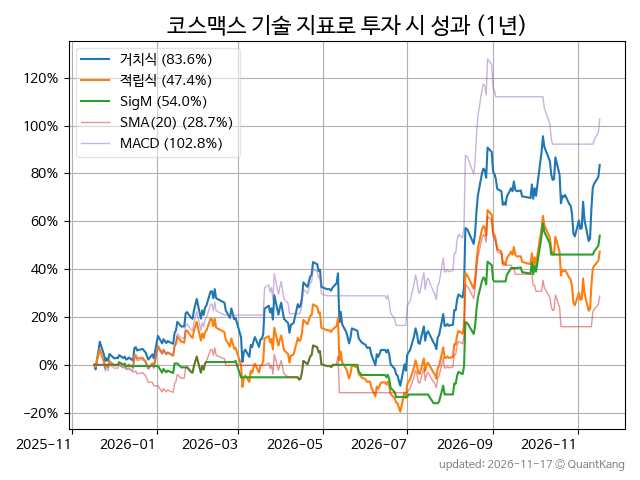 코스맥스 기술 지표로 투자 시 성과 (1년)
거치식 (83.6%)
적립식 (47.4%)
SigM (54.0%)
SMA(20) (28.7%)
MACD (102.8%)
120%
100%
80%
60%
40%
20%
0%
−20%
2025-11 2026-01 2026-03 2026-05 2026-07 2026-09 2026-11
updated: 2026-11-17 © QuantKang